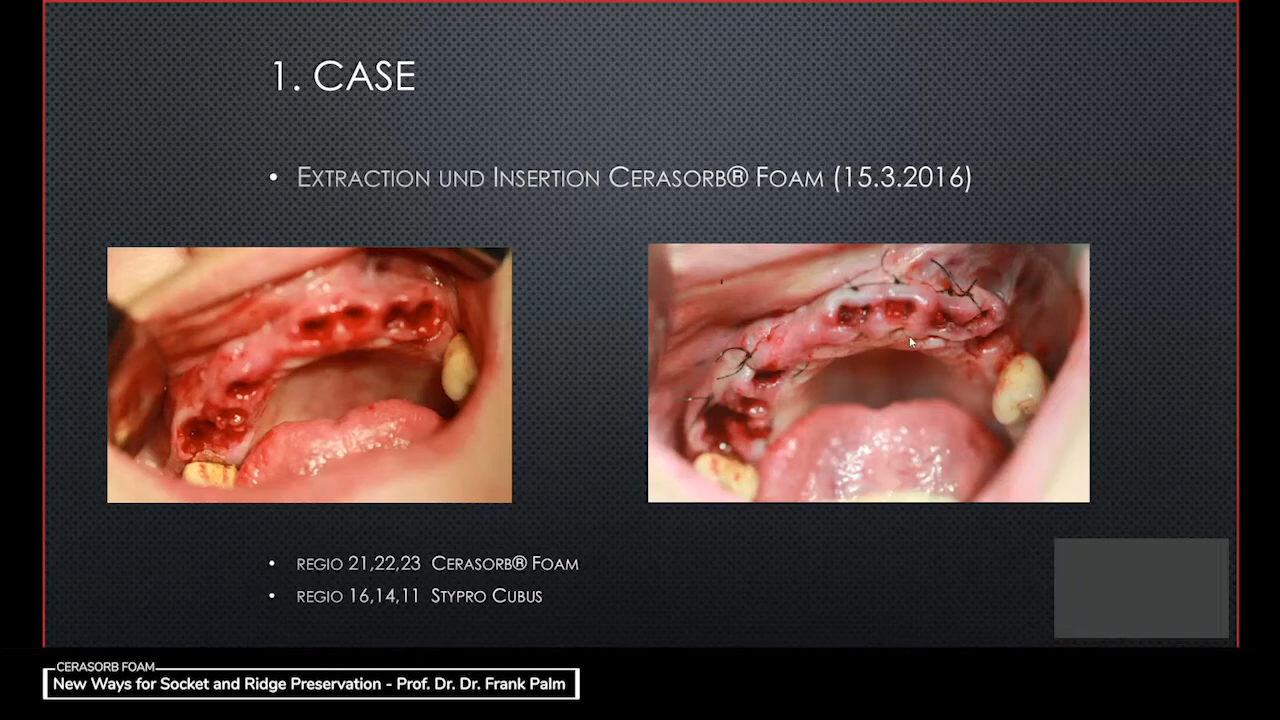 1. CASE
• EXTRACTION UND INSERTION CERASORB® FOAM (15.3.2016)
• REGIO 21,22,23 CERASORB® FOAM
• REGIO 16,14,11 STYPRO CUBUS
CERASORB FOAM
New Ways for Socket and Ridge Preservation - Prof. Dr. Dr. Frank Palm